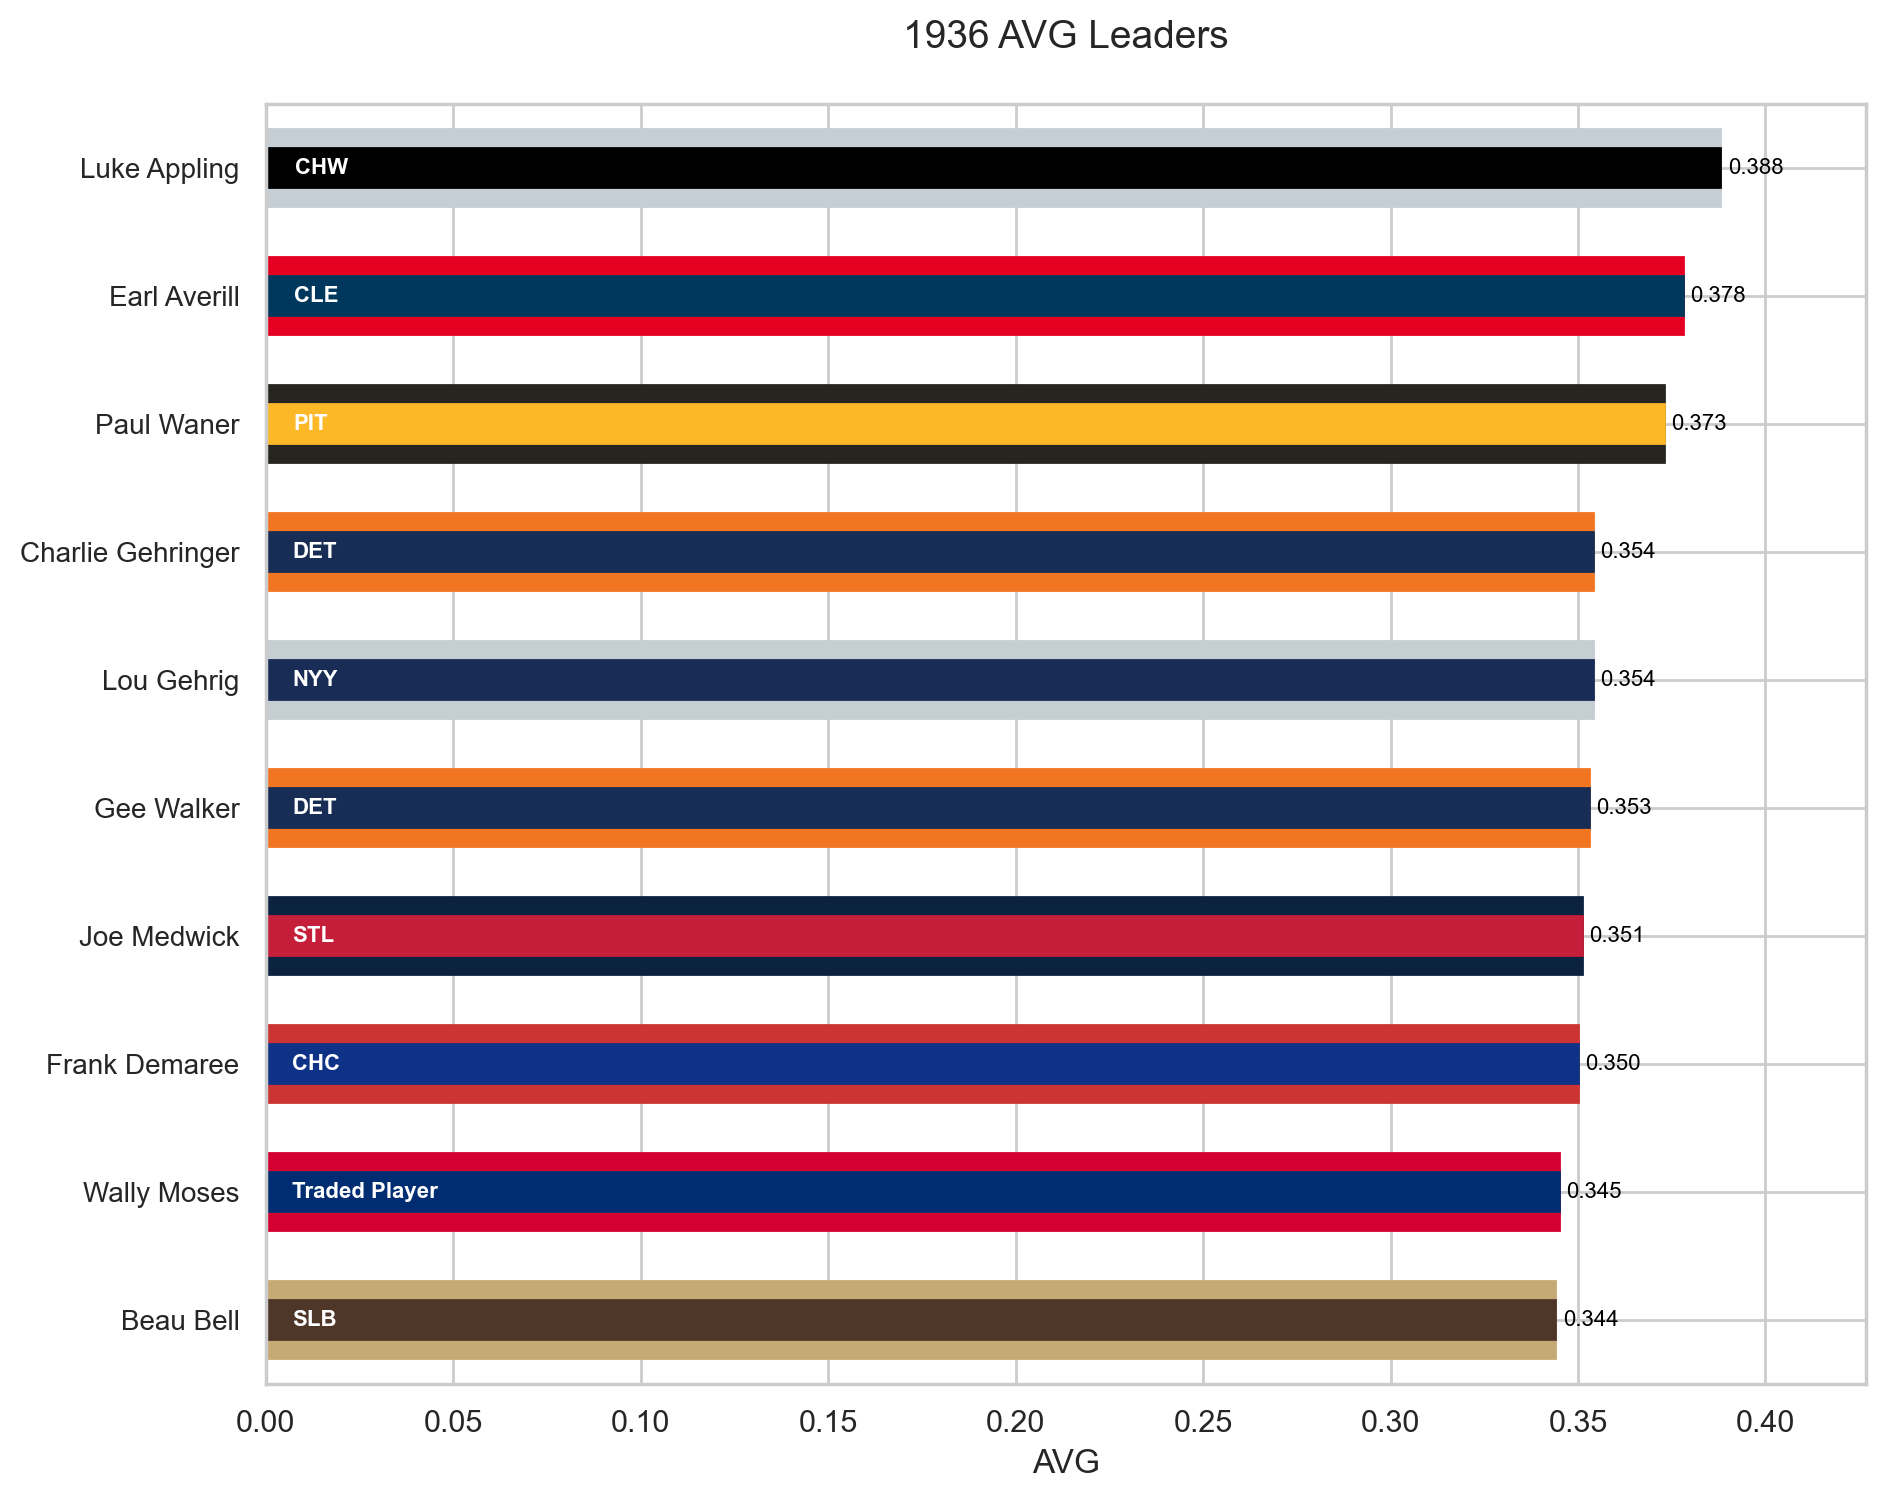 1936 AVG Leaders
Luke Appling CHW 0.388
Earl Averill CLE 0.378
Paul Waner PIT 0.373
Charlie Gehringer DET 0.354
Lou Gehrig NYY 0.354
Gee Walker DET 0.353
Joe Medwick STL 0.351
Frank Demaree CHC 0.350
Wally Moses Traded Player 0.345
Beau Bell SLB 0.344
0.00 0.05 0.10 0.15 0.20 0.25 0.30 0.35 0.40
AVG